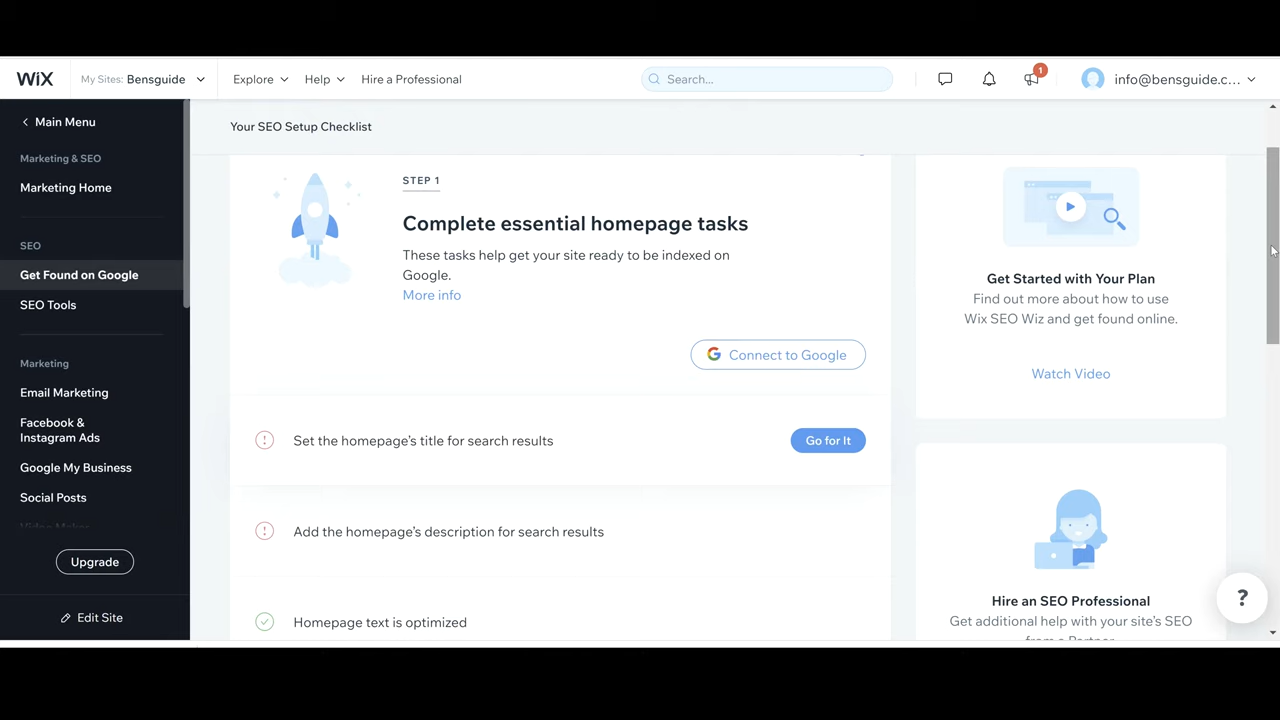 WiX
My Sites: Bensguide
Explore
Help
Hire a Professional
Search...
1
info@bensguide.c...
Main Menu
Marketing & SEO
Marketing Home
SEO
Get Found on Google
SEO Tools
Marketing
Email Marketing
Facebook &
Instagram Ads
Google My Business
Social Posts
Video Maker
Upgrade
Edit Site
Your SEO Setup Checklist
STEP 1
Complete essential homepage tasks
These tasks help get your site ready to be indexed on
Google.
More info
G Connect to Google
Set the homepage's title for search results
Go for It
Add the homepage's description for search results
Homepage text is optimized
Get Started with Your Plan
Find out more about how to use
Wix SEO Wiz and get found online.
Watch Video
Hire an SEO Professional
Get additional help with your site's SEO
from a Partner
?